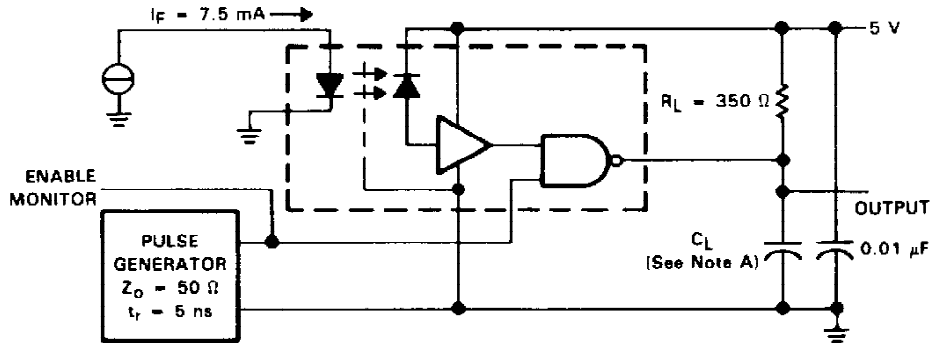 IF = 7.5 mA
5 V
RL = 350 Ω
ENABLE
MONITOR
OUTPUT
PULSE
GENERATOR
Zo = 50 Ω
tr = 5 ns
CL
(See Note A)
0.01 μF